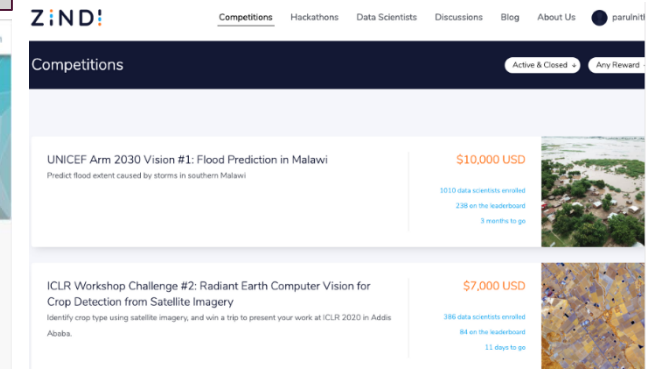 ZiNDi
Competitions Hackathons Data Scientists Discussions Blog About Us
Competitions
Active & Closed
Any Reward
UNICEF Arm 2030 Vision #1: Flood Prediction in Malawi
Predict flood extent caused by storms in southern Malawi
$10,000 USD
1010 data scientists enrolled
238 on the leaderboard
3 months to go
ICLR Workshop Challenge #2: Radiant Earth Computer Vision for
Crop Detection from Satellite Imagery
Identify crop type using satellite imagery, and win a trip to present your work at ICLR 2020 in Addis
Ababa.
$7,000 USD
386 data scientists enrolled
84 on the leaderboard
11 days to go